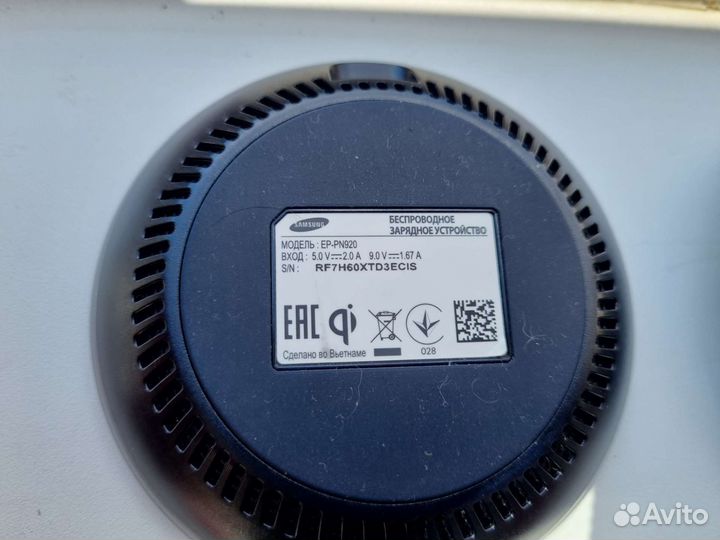 SAMSUNG
БЕСПРОВОДНОЕ
ЗАРЯДНОЕ УСТРОЙСТВО
МОДЕЛЬ : EP-PN920
ВХОД : 5.0 V⎓2.0 A 9.0 V⎓1.67 A
S/N : RF7H60XTD3ECIS
EAC qi
028
Сделано во Вьетнаме
Avito